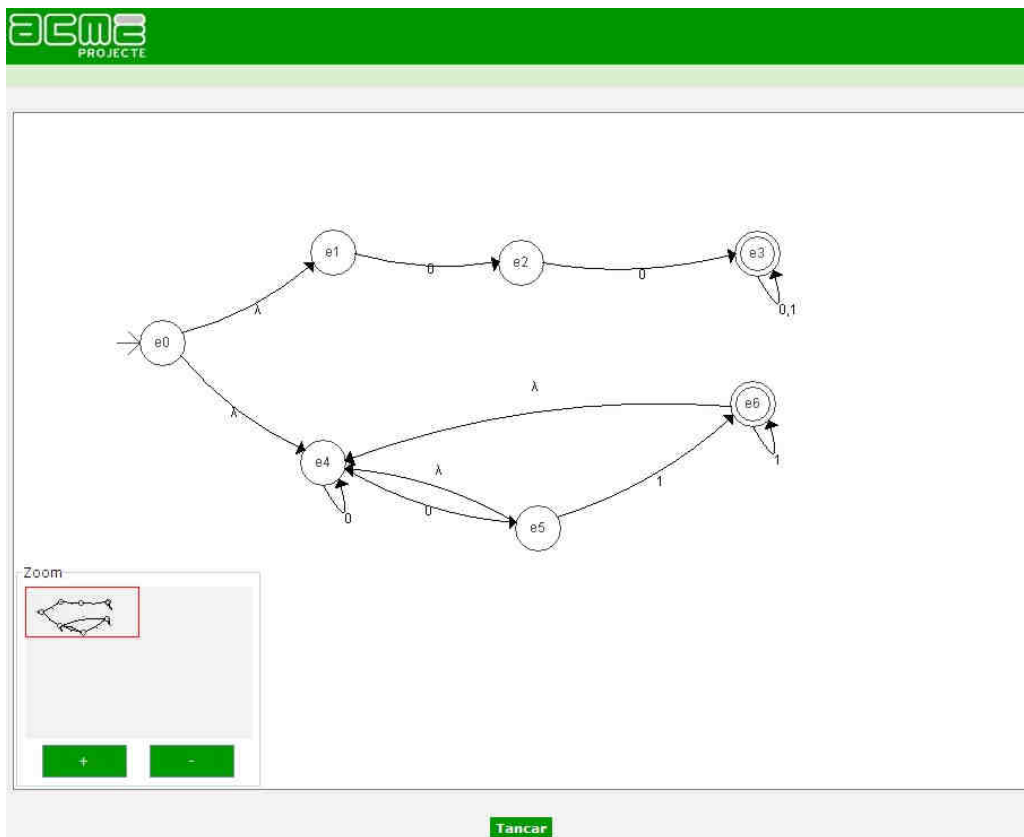 acme
PROJECTE
e1
0
e2
0
e3
0,1
λ
e0
λ
λ
e6
1
e4
λ
0
0
1
e5
Zoom
+
-
Tancar